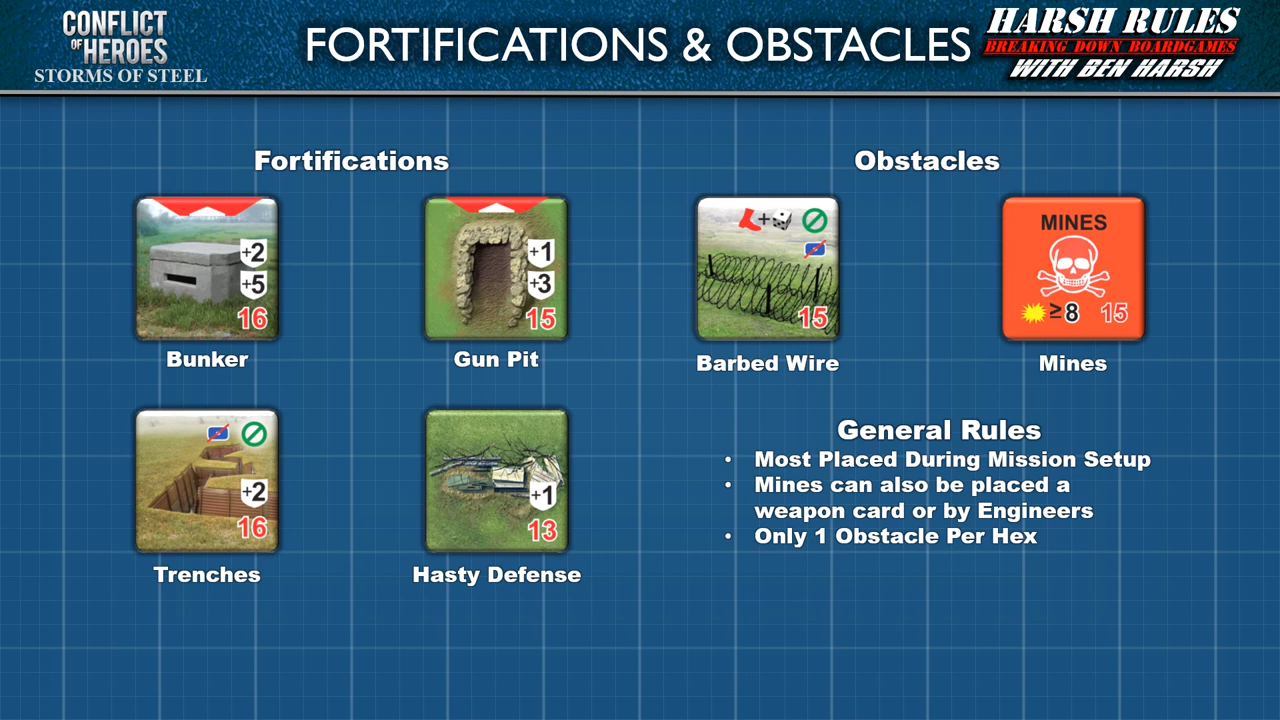 CONFLICT
OF HEROES
STORMS OF STEEL
FORTIFICATIONS & OBSTACLES
HARSH RULES
BREAKING DOWN BOARDGAMES
WITH BEN HARSH
Fortifications
+2
+5
16
Bunker
+1
+3
15
Gun Pit
+2
16
Trenches
+1
13
Hasty Defense
Obstacles
+
15
Barbed Wire
MINES
≥8 15
Mines
General Rules
• Most Placed During Mission Setup
• Mines can also be placed a
weapon card or by Engineers
• Only 1 Obstacle Per Hex